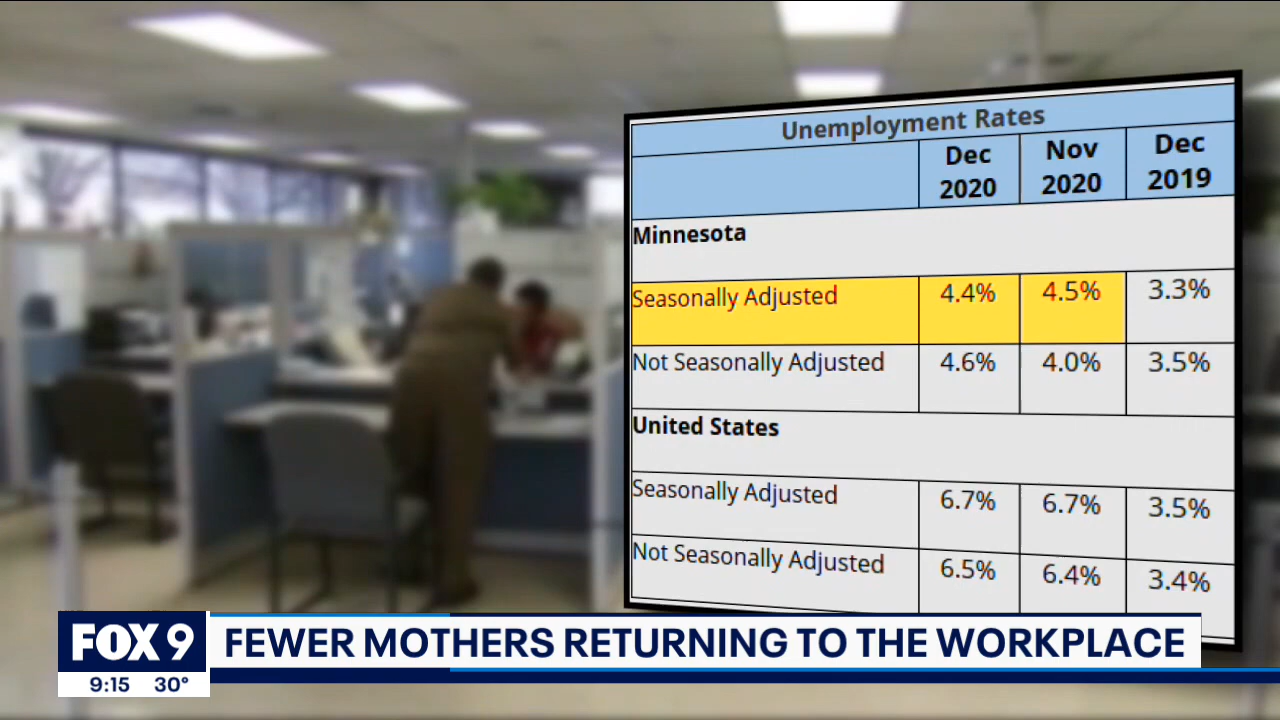 Unemployment Rates
Dec 2020 Nov 2020 Dec 2019
Minnesota
Seasonally Adjusted 4.4% 4.5% 3.3%
Not Seasonally Adjusted 4.6% 4.0% 3.5%
United States
Seasonally Adjusted 6.7% 6.7% 3.5%
Not Seasonally Adjusted 6.5% 6.4% 3.4%
FOX 9
FEWER MOTHERS RETURNING TO THE WORKPLACE
9:15 30°